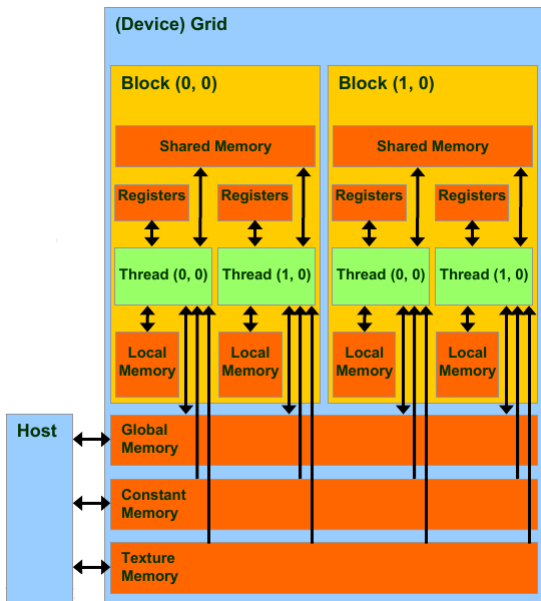 (Device) Grid
Block (0, 0)
Block (1, 0)
Shared Memory
Shared Memory
Registers
Registers
Registers
Registers
Thread (0, 0)
Thread (1, 0)
Thread (0, 0)
Thread (1, 0)
Local
Memory
Local
Memory
Local
Memory
Local
Memory
Host
Global
Memory
Constant
Memory
Texture
Memory